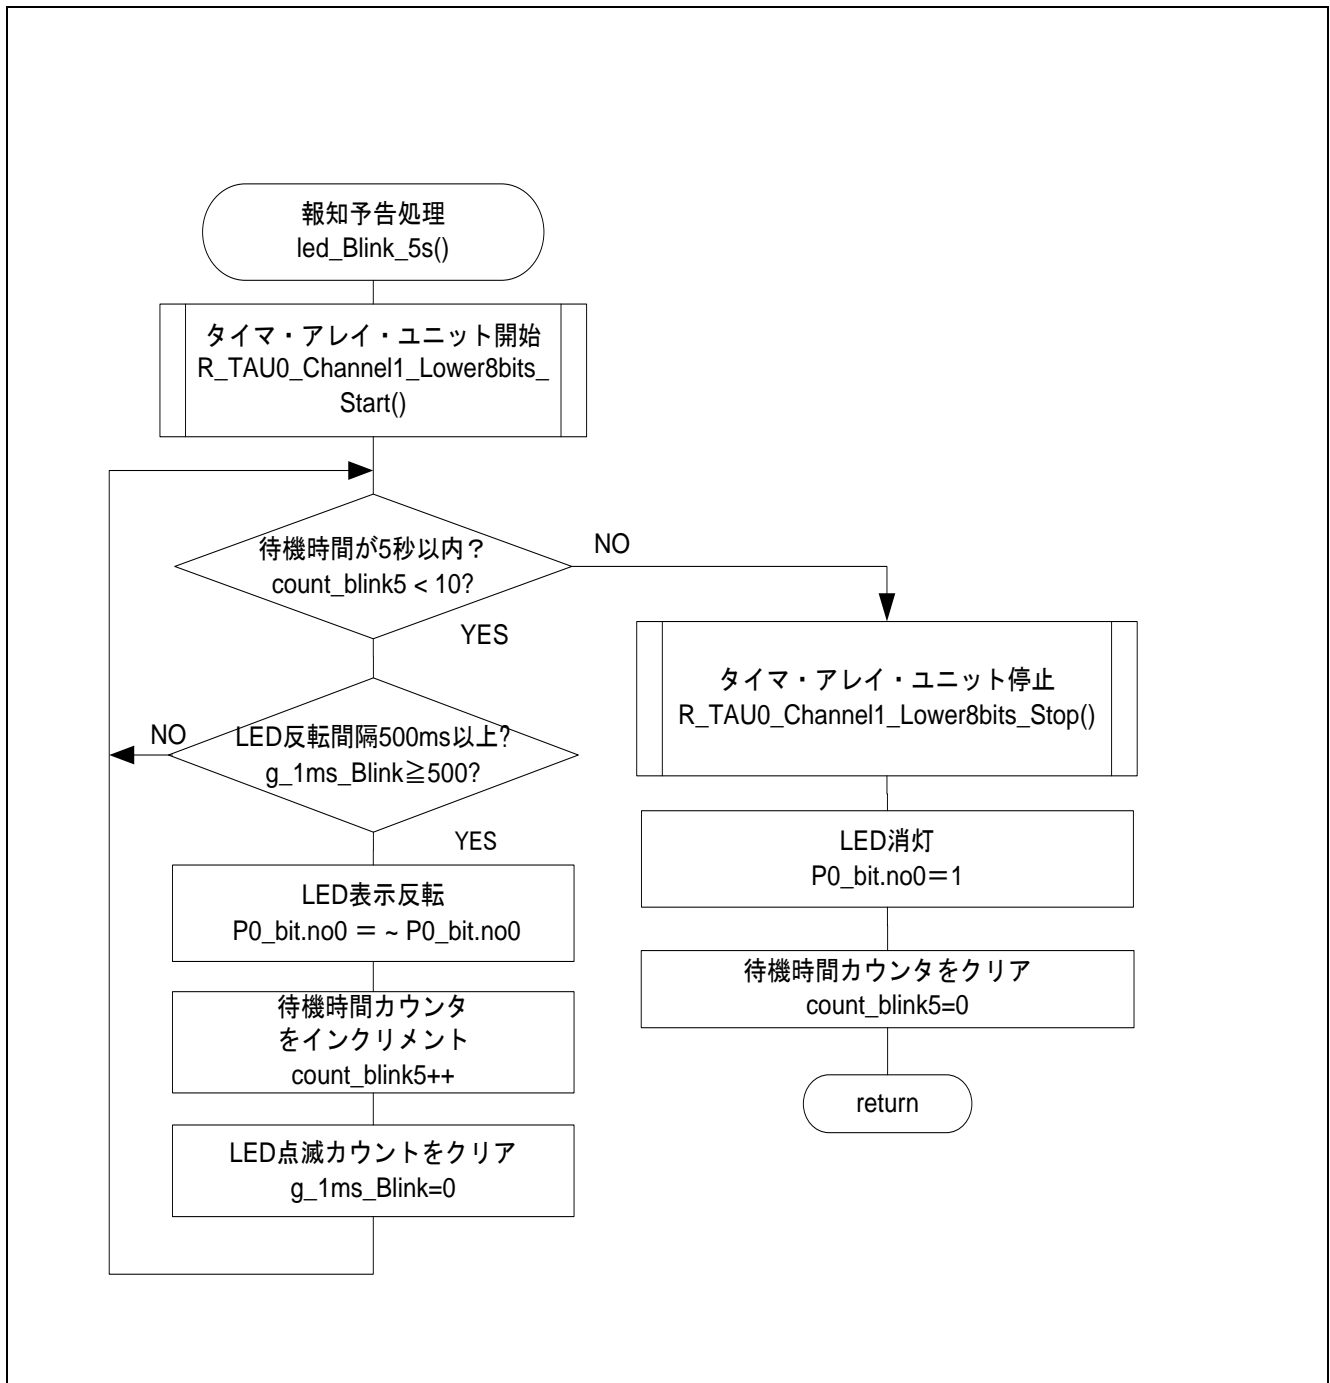 報知予告処理
led_Blink_5s()
タイマ・アレイ・ユニット開始
R_TAU0_Channel1_Lower8bits_
Start()
待機時間が5秒以内？
count_blink5 < 10?
NO
YES
LED反転間隔500ms以上?
g_1ms_Blink≧500?
NO
YES
LED表示反転
P0_bit.no0 ＝ ~ P0_bit.no0
待機時間カウンタ
をインクリメント
count_blink5++
LED点滅カウントをクリア
g_1ms_Blink=0
タイマ・アレイ・ユニット停止
R_TAU0_Channel1_Lower8bits_Stop()
LED消灯
P0_bit.no0＝1
待機時間カウンタをクリア
count_blink5=0
return